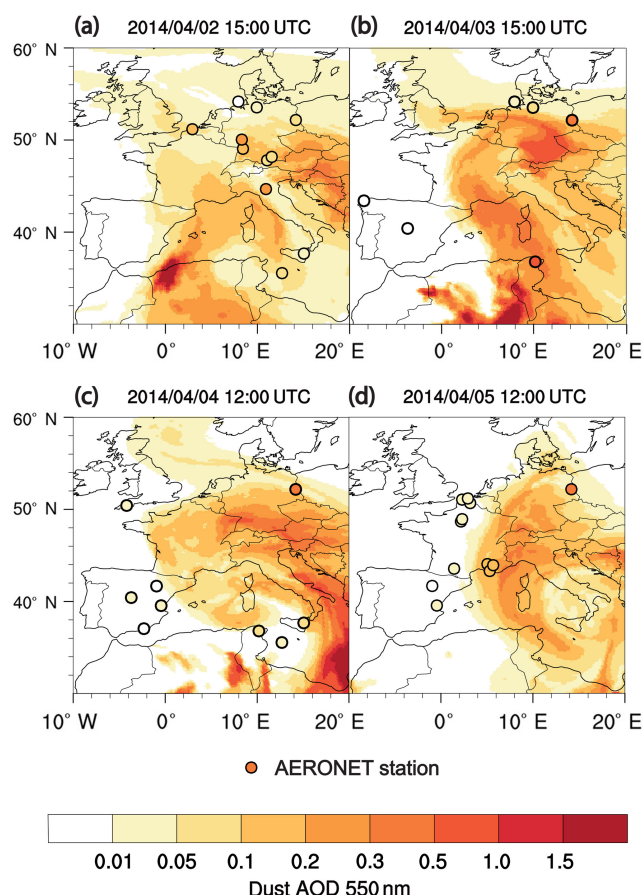 (a) 2014/04/02 15:00 UTC (b) 2014/04/03 15:00 UTC
60° N
50° N
40° N
10° W 0° 10° E 20° E 0° 10° E 20° E
(c) 2014/04/04 12:00 UTC (d) 2014/04/05 12:00 UTC
60° N
50° N
40° N
10° W 0° 10° E 20° E 0° 10° E 20° E
AERONET station
0.01 0.05 0.1 0.2 0.3 0.5 1.0 1.5
Dust AOD 550 nm